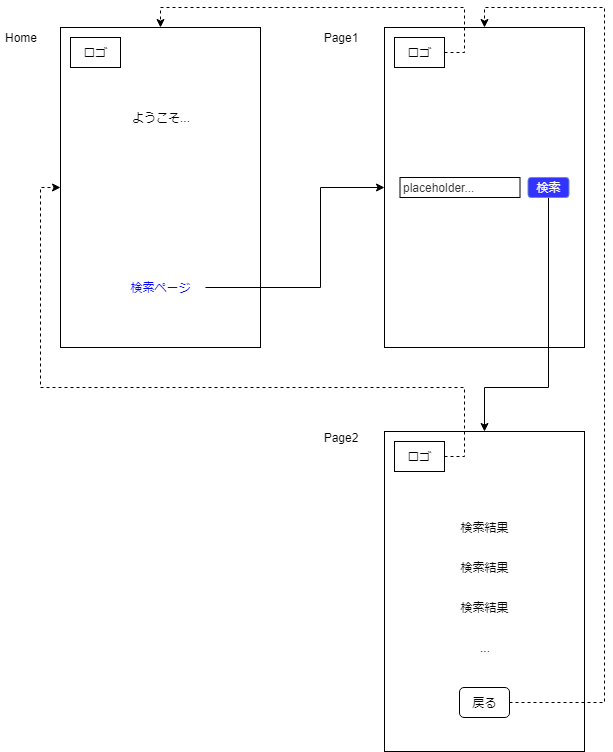 Home
ロゴ
ようこそ...
検索ページ
Page1
ロゴ
placeholder...
検索
Page2
ロゴ
検索結果
検索結果
検索結果
...
戻る